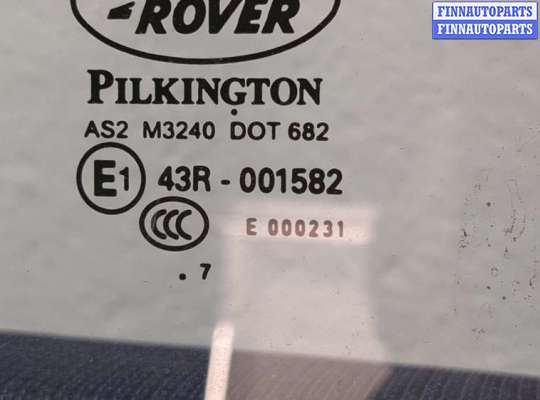 FINNAUTOPARTS
FINNAUTOPARTS
ROVER
PILKINGTON
AS2 M3240 DOT 682
E1 43R - 001582
CCC E 000231
. 7